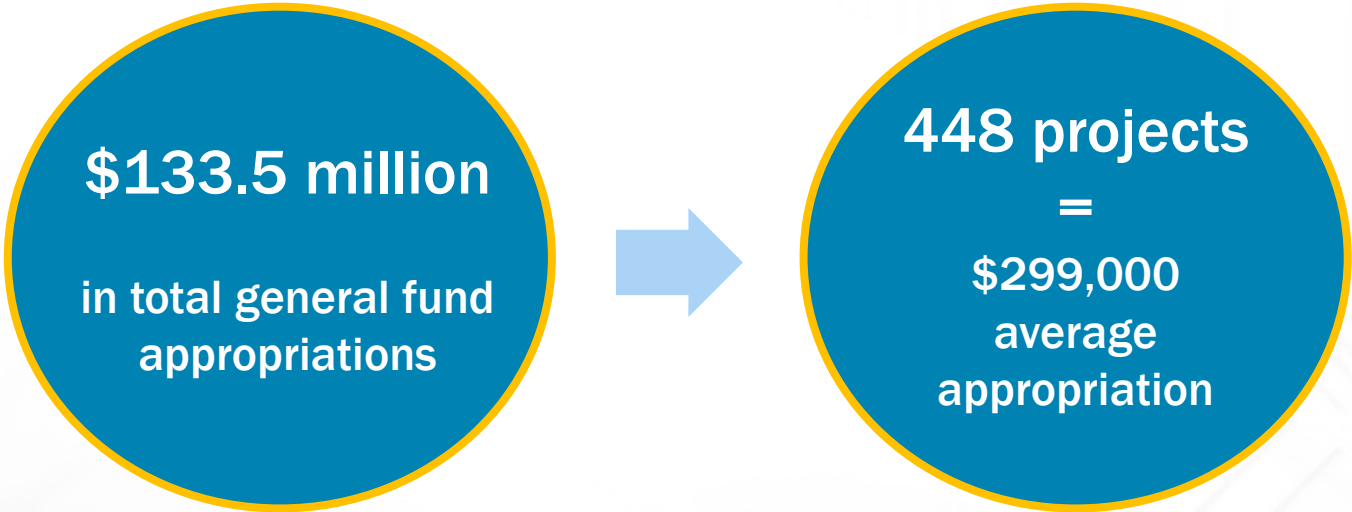 $133.5 million
in total general fund
appropriations
448 projects
=
$299,000
average
appropriation